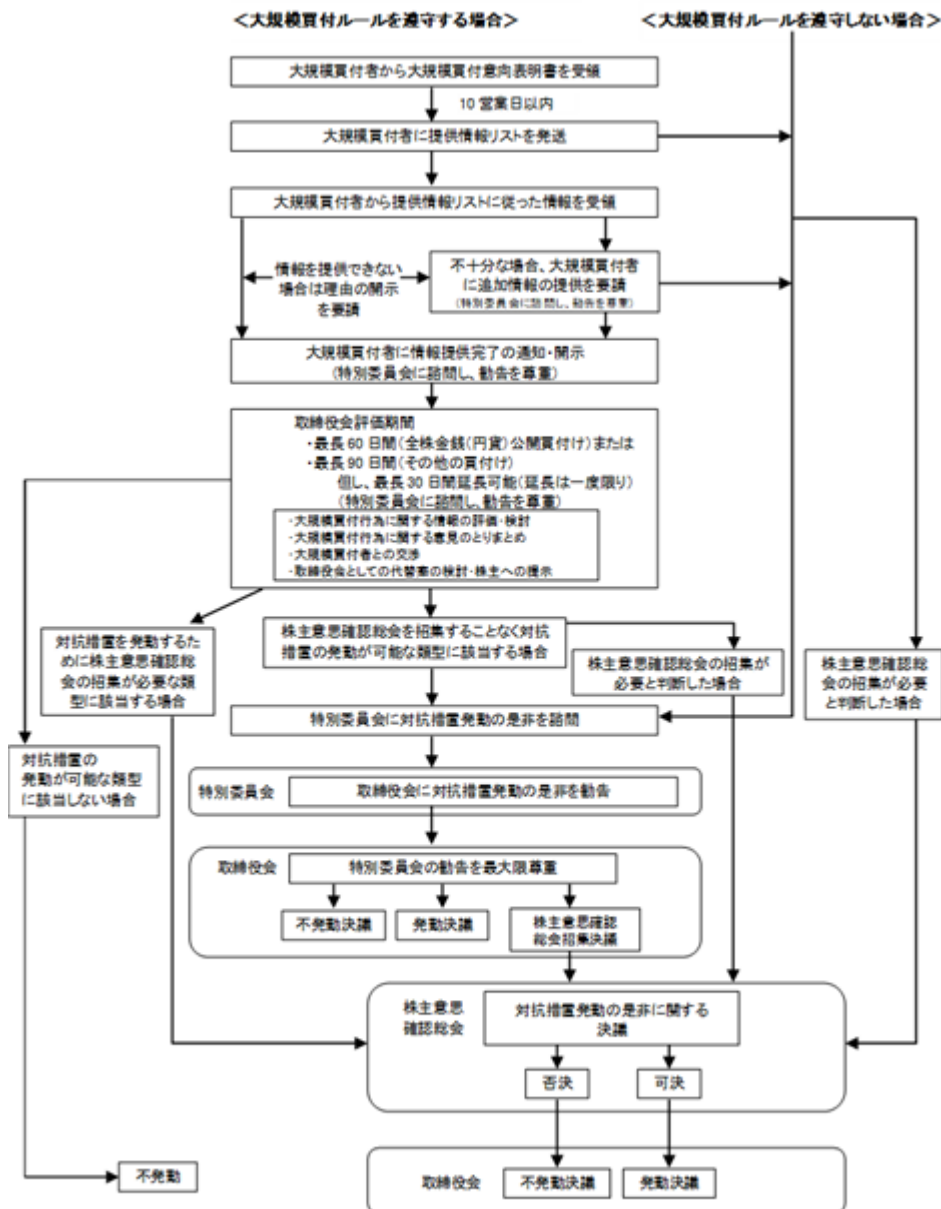 ＜大規模買付ルールを遵守する場合＞
＜大規模買付ルールを遵守しない場合＞
大規模買付者から大規模買付意向表明書を受領
10 営業日以内
大規模買付者に提供情報リストを発送
大規模買付者から提供情報リストに従った情報を受領
情報を提供できない
場合は理由の開示
を要請
不十分な場合、大規模買付者
に追加情報の提供を要請
(特別委員会に諮問し、勧告を尊重)
大規模買付者に情報提供完了の通知・開示
(特別委員会に諮問し、勧告を尊重)
取締役会評価期間
・最長 60 日間(全株金銭(円貨)公開買付け)または
・最長 90 日間(その他の買付け)
但し、最長 30 日間延長可能(延長は一度限り)
(特別委員会に諮問し、勧告を尊重)
・大規模買付行為に関する情報の評価・検討
・大規模買付行為に関する意見のとりまとめ
・大規模買付者との交渉
・取締役会としての代替案の検討・株主への提示
対抗措置を発動するた
めに株主意思確認総
会の招集が必要な類
型に該当する場合
株主意思確認総会を招集することなく対抗
措置の発動が可能な類型に該当する場合
株主意思確認総会の招集が
必要と判断した場合
株主意思確認総
会の招集が必要
と判断した場合
特別委員会に対抗措置発動の是非を諮問
対抗措置の
発動が可能な類型
に該当しない場合
特別委員会
取締役会に対抗措置発動の是非を勧告
取締役会
特別委員会の勧告を最大限尊重
不発動決議
発動決議
株主意思確認
総会招集決議
株主意思
確認総会
対抗措置発動の是非に関する
決議
否決
可決
不発動
取締役会
不発動決議
発動決議